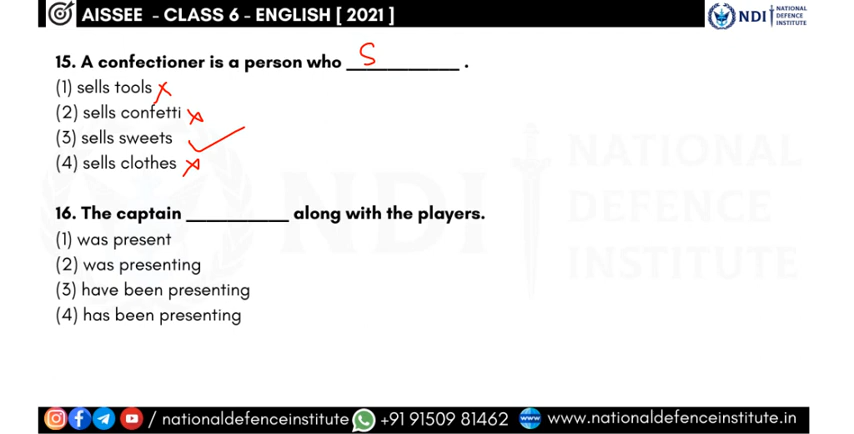 AISSEE - CLASS 6 - ENGLISH [ 2021 ]
NDI NATIONAL DEFENCE INSTITUTE
15. A confectioner is a person who S____________ .
(1) sells tools
(2) sells confetti
(3) sells sweets
(4) sells clothes
16. The captain ___________ along with the players.
(1) was present
(2) was presenting
(3) have been presenting
(4) has been presenting
NDI NATIONAL DEFENCE INSTITUTE
/ nationaldefenceinstitute +91 91509 81462 www.nationaldefenceinstitute.in